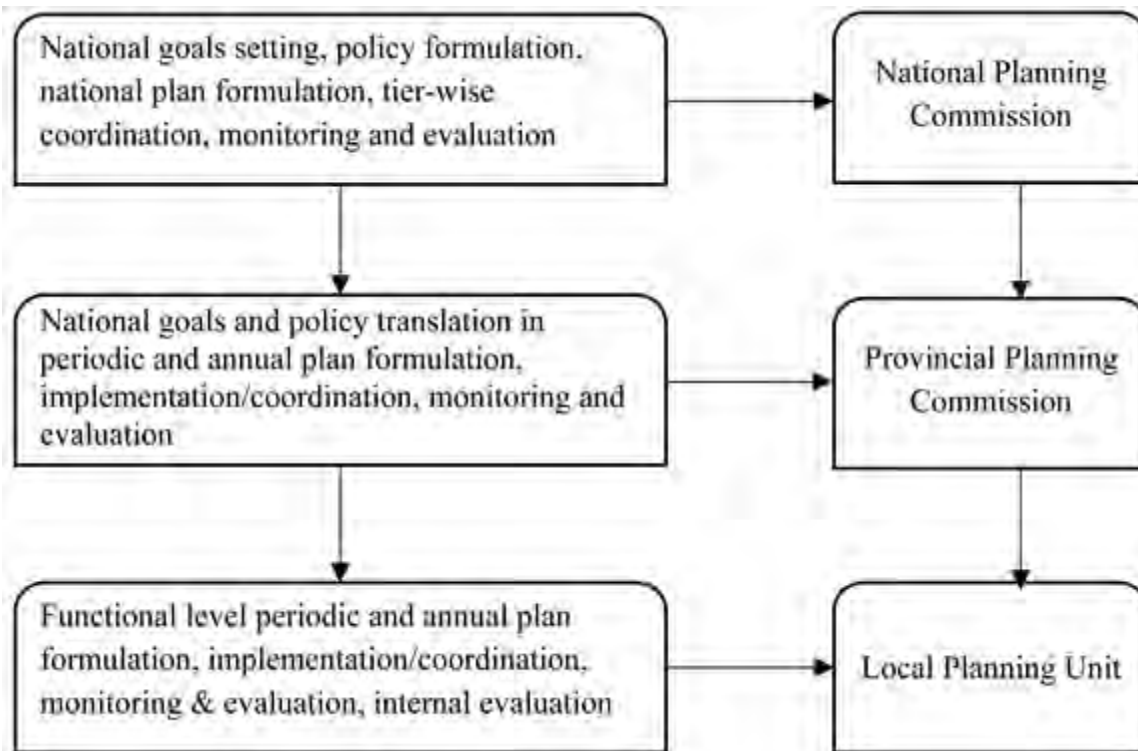 National goals setting, policy formulation,
national plan formulation, tier-wise
coordination, monitoring and evaluation
National Planning
Commission
National goals and policy translation in
periodic and annual plan formulation,
implementation/coordination, monitoring and
evaluation
Provincial Planning
Commission
Functional level periodic and annual plan
formulation, implementation/coordination,
monitoring & evaluation, internal evaluation
Local Planning Unit